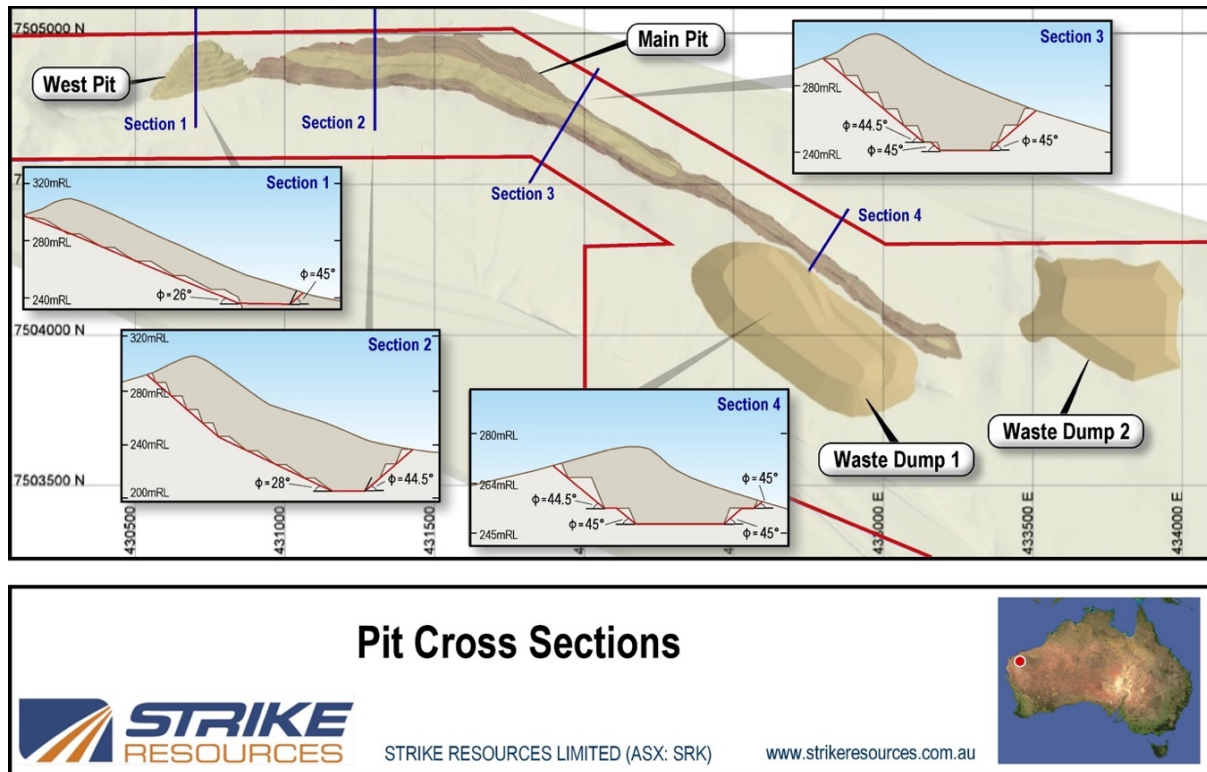 7505000 N
West Pit
Main Pit
Section 1
Section 2
Section 3
Section 4
Section 3
280mRL
240mRL
ϕ=44.5°
ϕ=45°
ϕ=45°
Section 1
320mRL
280mRL
240mRL
ϕ=26°
ϕ=45°
7504000 N
Section 2
320mRL
280mRL
240mRL
200mRL
ϕ=28°
ϕ=44.5°
Section 4
280mRL
264mRL
245mRL
ϕ=44.5°
ϕ=45°
ϕ=45°
ϕ=45°
Waste Dump 1
Waste Dump 2
7503500 N
430500
431000
431500
433000 E
433500 E
434000 E
Pit Cross Sections
STRIKE
RESOURCES
STRIKE RESOURCES LIMITED (ASX: SRK)
www.strikeresources.com.au